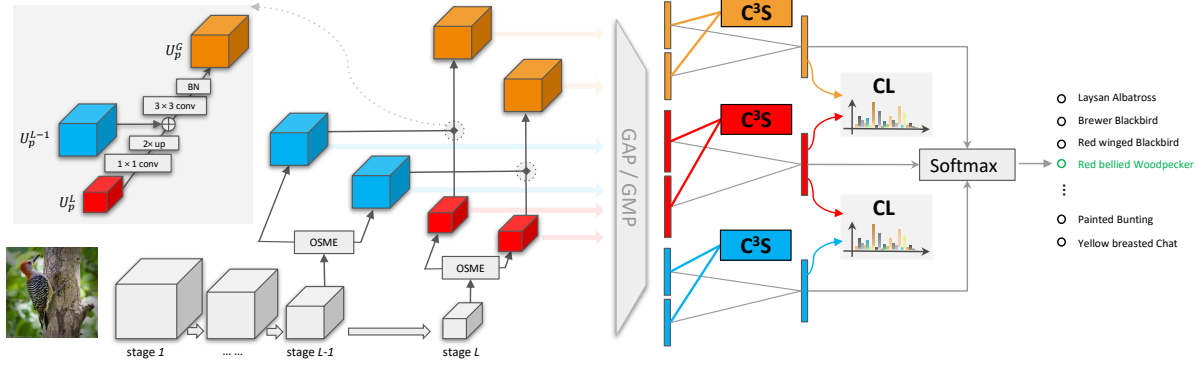 U_p^G
BN
3 × 3 conv
U_p^{L−1}
2× up
1 × 1 conv
U_p^L
OSME
OSME
stage 1
... ...
stage L-1
stage L
GAP / GMP
C³S
CL
C³S
Softmax
CL
C³S
Laysan Albatross
Brewer Blackbird
Red winged Blackbird
Red bellied Woodpecker
⋮
Painted Bunting
Yellow breasted Chat